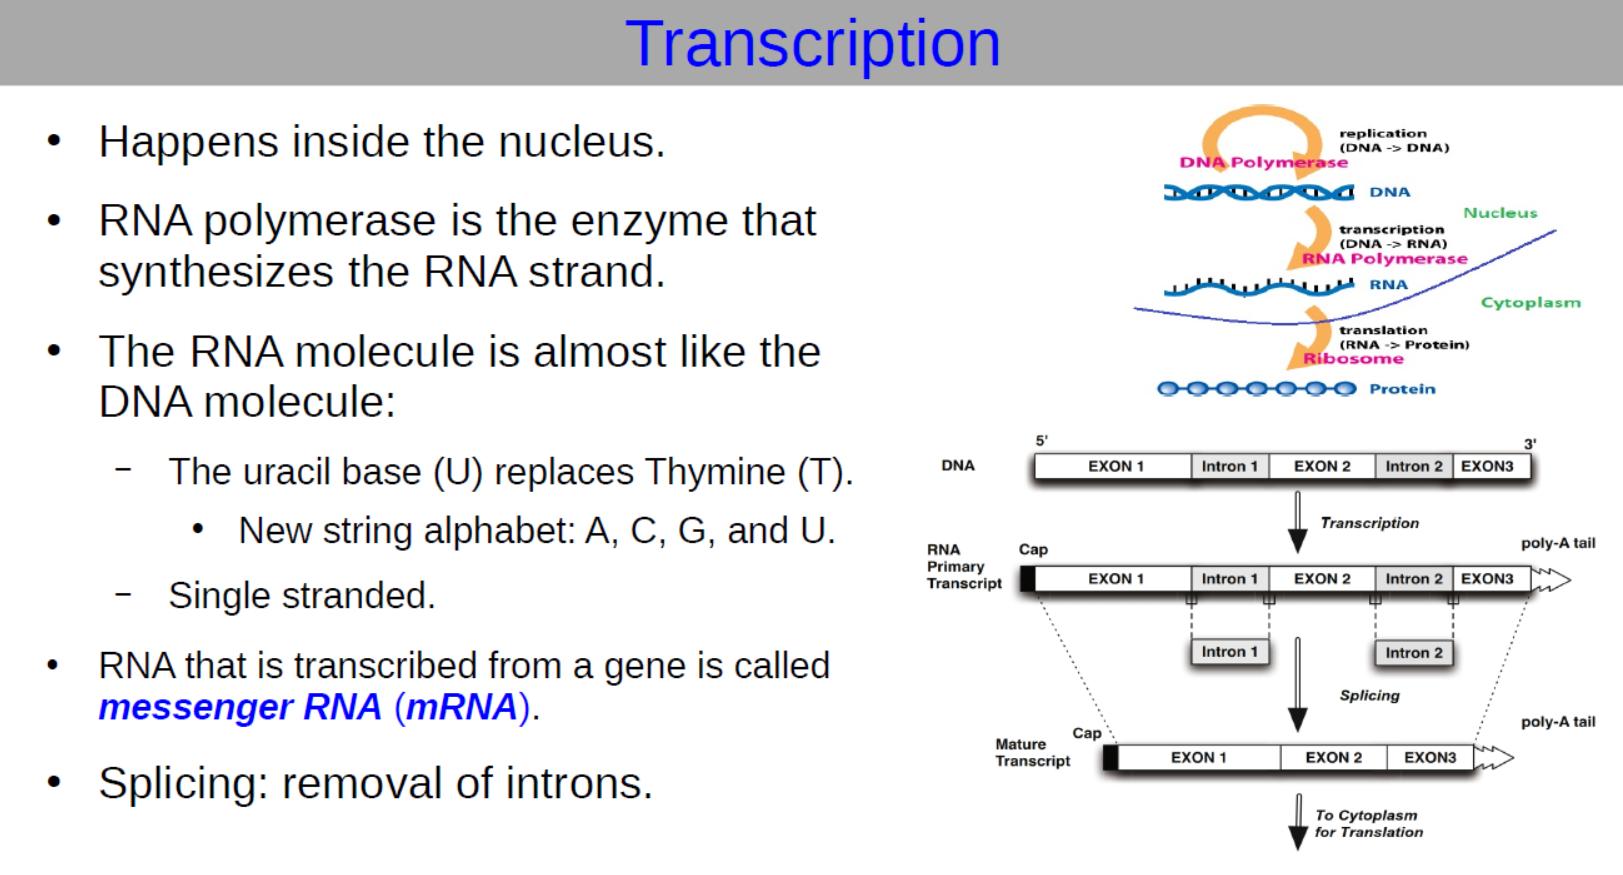 Transcription
• Happens inside the nucleus.
• RNA polymerase is the enzyme that
synthesizes the RNA strand.
• The RNA molecule is almost like the
DNA molecule:
– The uracil base (U) replaces Thymine (T).
• New string alphabet: A, C, G, and U.
– Single stranded.
• RNA that is transcribed from a gene is called
messenger RNA (mRNA).
• Splicing: removal of introns.
replication
(DNA -> DNA)
DNA Polymerase
DNA
Nucleus
transcription
(DNA -> RNA)
RNA Polymerase
RNA
Cytoplasm
translation
(RNA -> Protein)
Ribosome
Protein
5' 3'
DNA EXON 1 Intron 1 EXON 2 Intron 2 EXON3
Transcription
RNA
Primary
Transcript
Cap
poly-A tail
EXON 1 Intron 1 EXON 2 Intron 2 EXON3
Intron 1 Intron 2
Splicing
poly-A tail
Cap
Mature
Transcript
EXON 1 EXON 2 EXON3
To Cytoplasm
for Translation